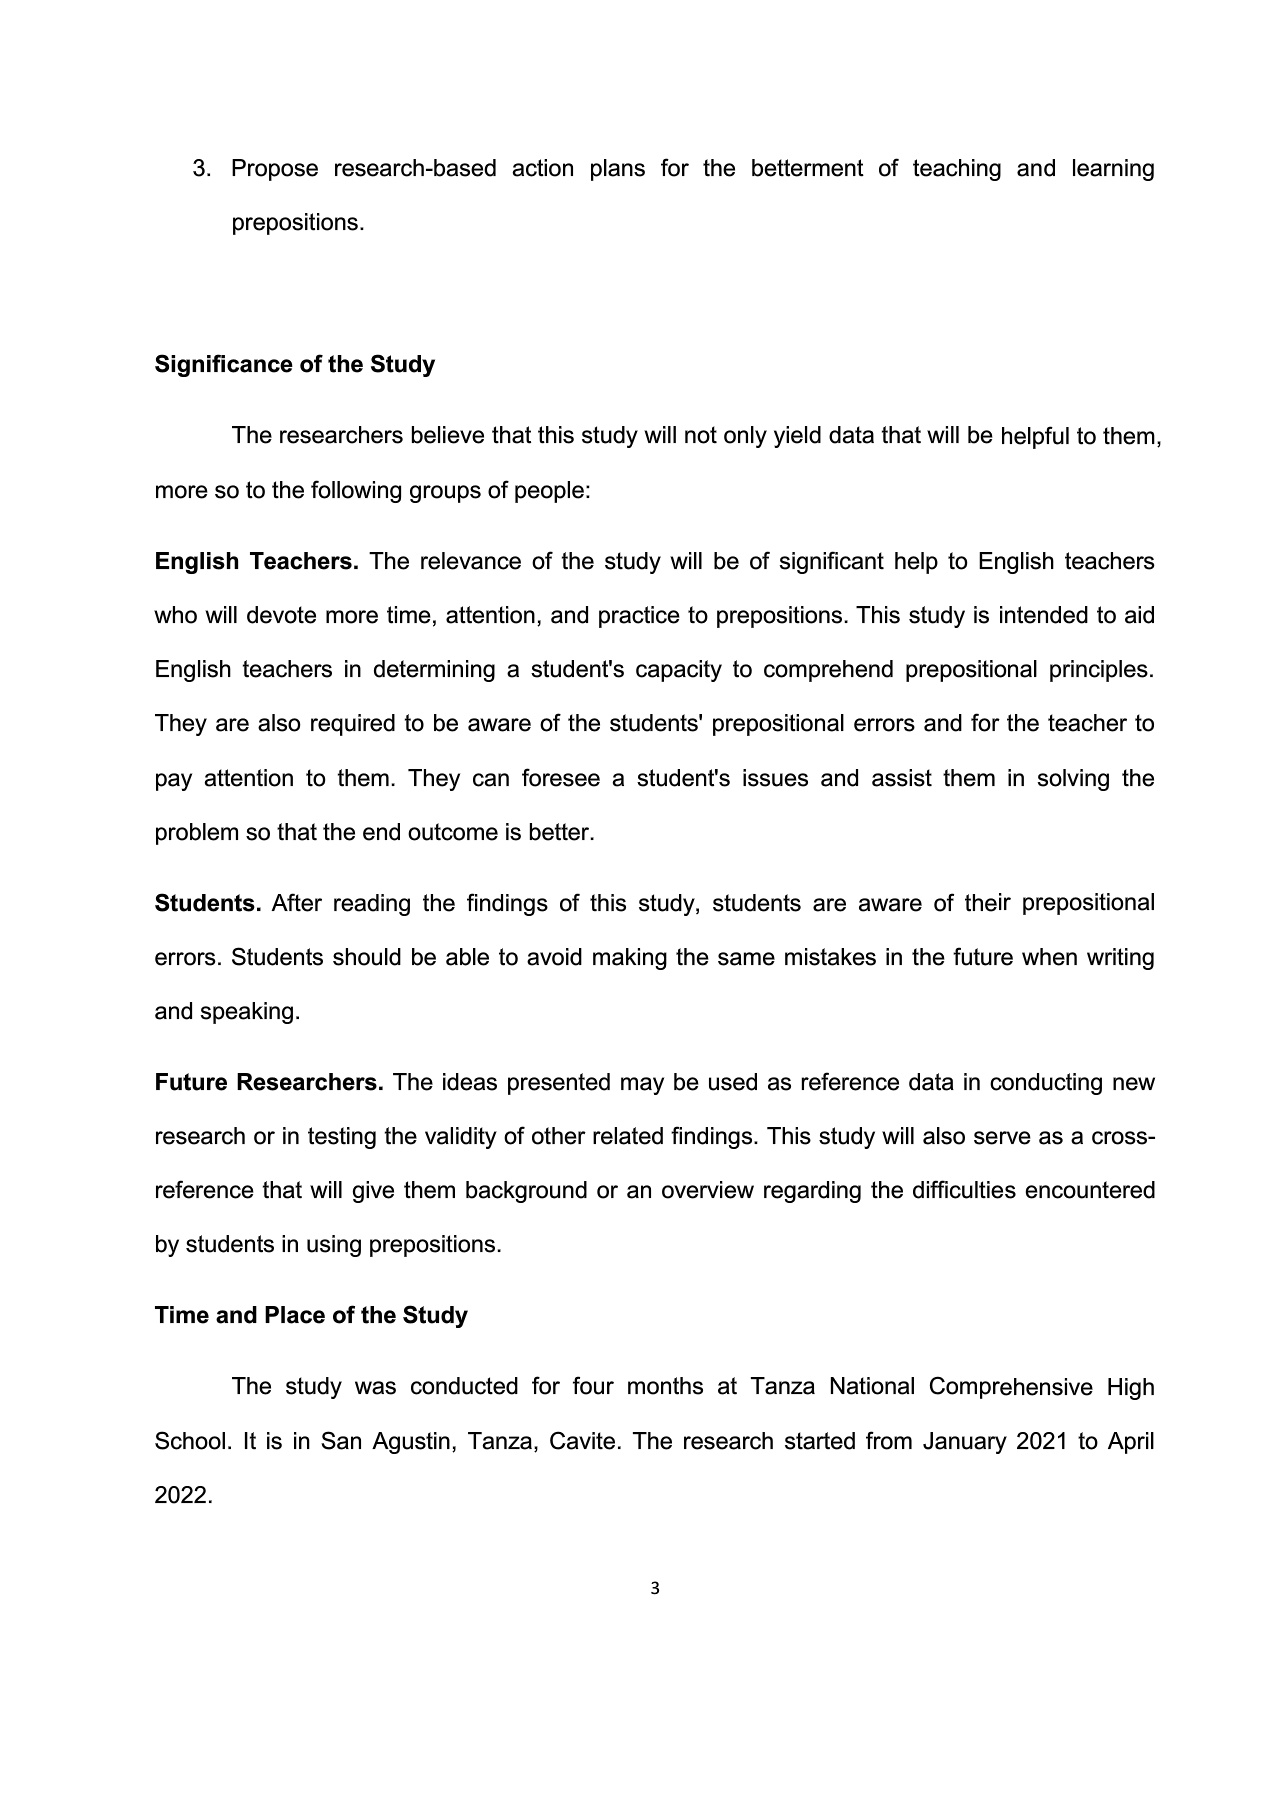 3. Propose research-based action plans for the betterment of teaching and learning
prepositions.
Significance of the Study
The researchers believe that this study will not only yield data that will be helpful to them,
more so to the following groups of people:
English Teachers. The relevance of the study will be of significant help to English teachers
who will devote more time, attention, and practice to prepositions. This study is intended to aid
English teachers in determining a student's capacity to comprehend prepositional principles.
They are also required to be aware of the students' prepositional errors and for the teacher to
pay attention to them. They can foresee a student's issues and assist them in solving the
problem so that the end outcome is better.
Students. After reading the findings of this study, students are aware of their prepositional
errors. Students should be able to avoid making the same mistakes in the future when writing
and speaking.
Future Researchers. The ideas presented may be used as reference data in conducting new
research or in testing the validity of other related findings. This study will also serve as a cross-
reference that will give them background or an overview regarding the difficulties encountered
by students in using prepositions.
Time and Place of the Study
The study was conducted for four months at Tanza National Comprehensive High
School. It is in San Agustin, Tanza, Cavite. The research started from January 2021 to April
2022.
3